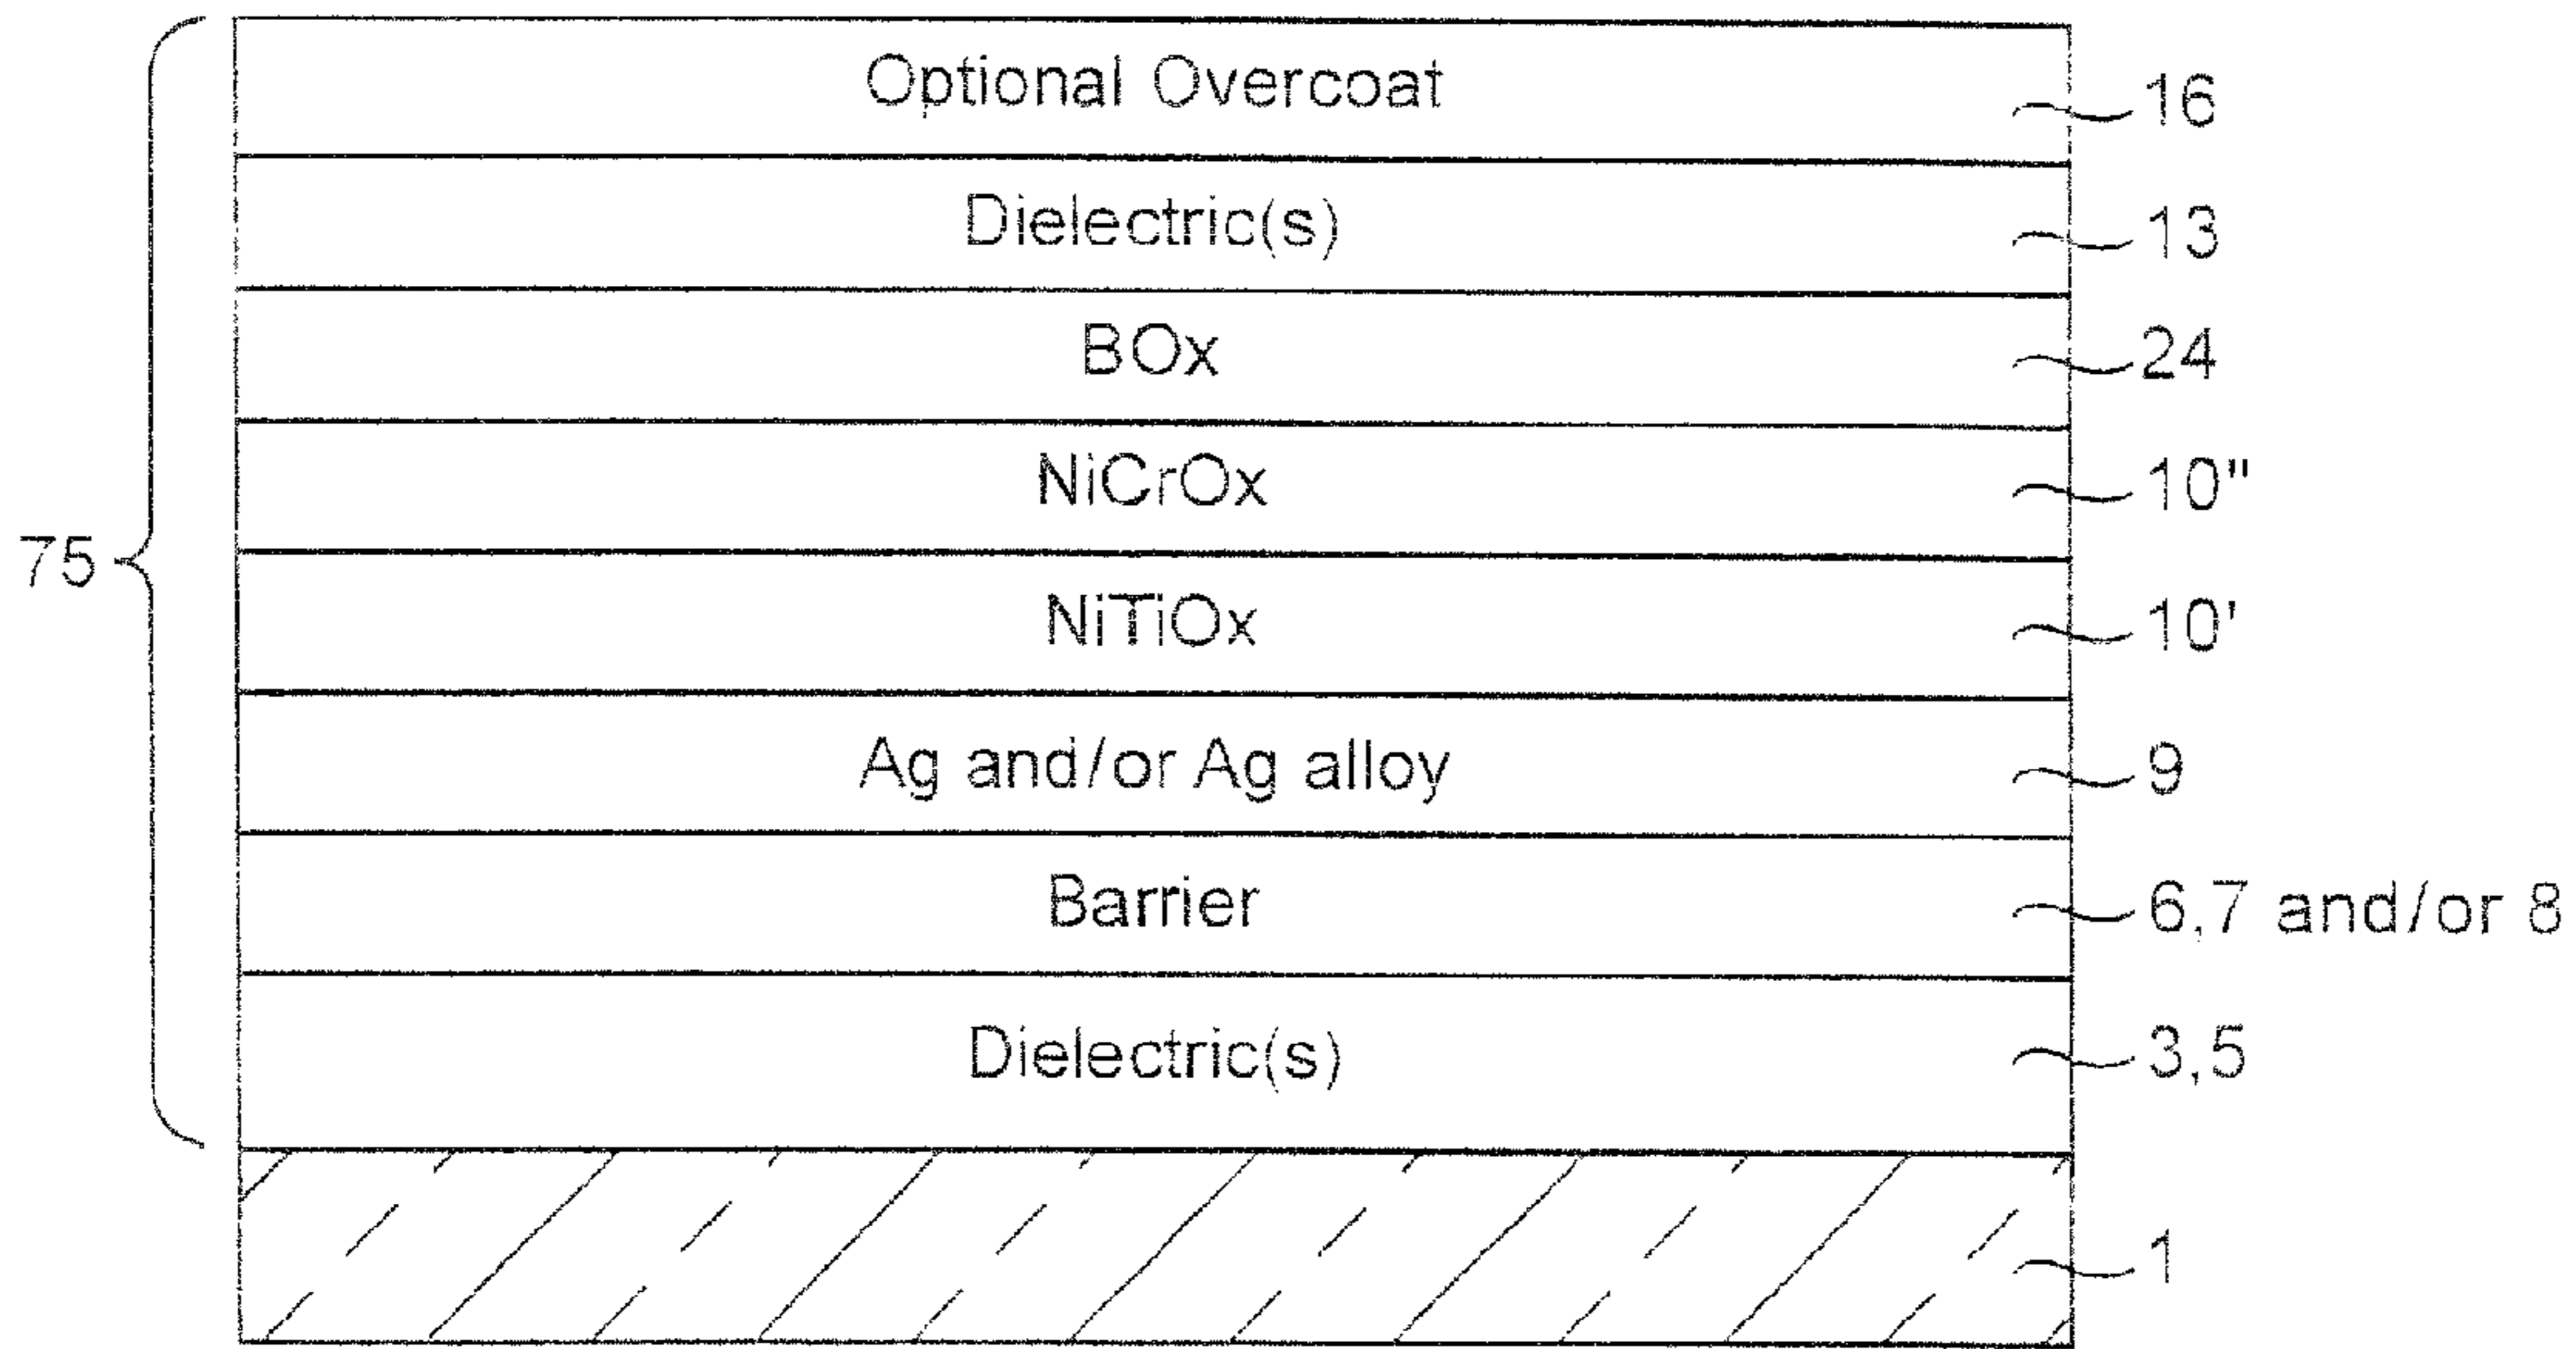 Optional Overcoat 16
Dielectric(s) 13
BOx 24
NiCrOx 10"
75
NiTiOx 10'
Ag and/or Ag alloy 9
Barrier 6,7 and/or 8
Dielectric(s) 3,5
1